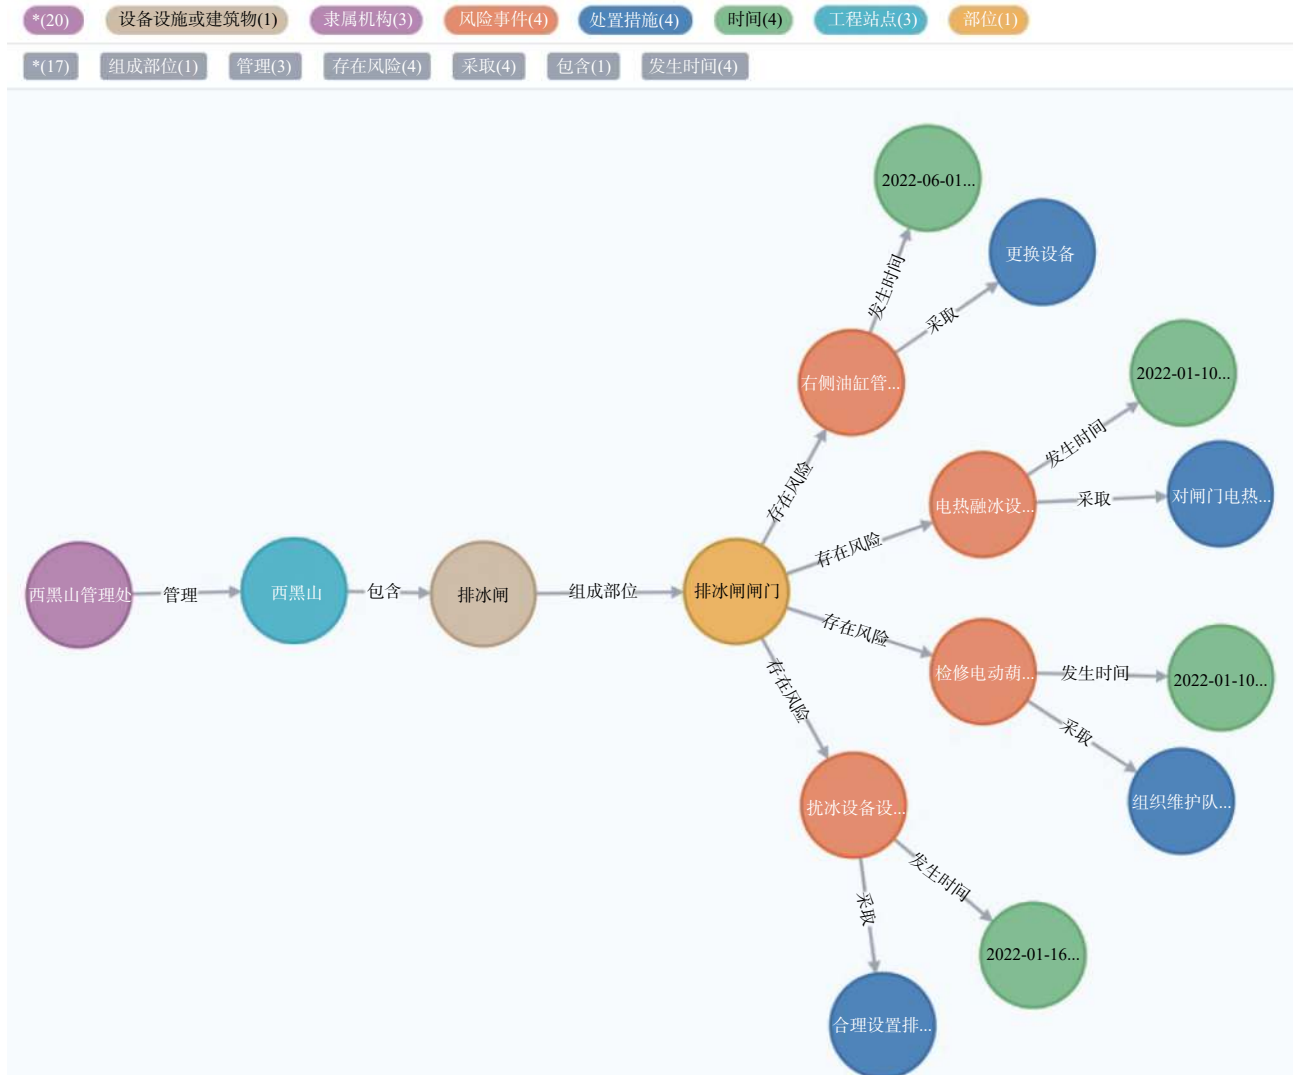 *(20) 设备设施或建筑物(1) 隶属机构(3) 风险事件(4) 处置措施(4) 时间(4) 工程站点(3) 部位(1)
*(17) 组成部位(1) 管理(3) 存在风险(4) 采取(4) 包含(1) 发生时间(4)
2022-06-01...
更换设备
发生时间
采取
右侧油缸管...
2022-01-10...
发生时间
存在风险
对闸门电热...
采取
电热融冰设...
存在风险
西黑山管理处
管理
西黑山
包含
排冰闸
组成部位
排冰闸闸门
存在风险
检修电动葫...
发生时间
2022-01-10...
存在风险
采取
组织维护队...
扰冰设备设...
发生时间
采取
2022-01-16...
合理设置排...